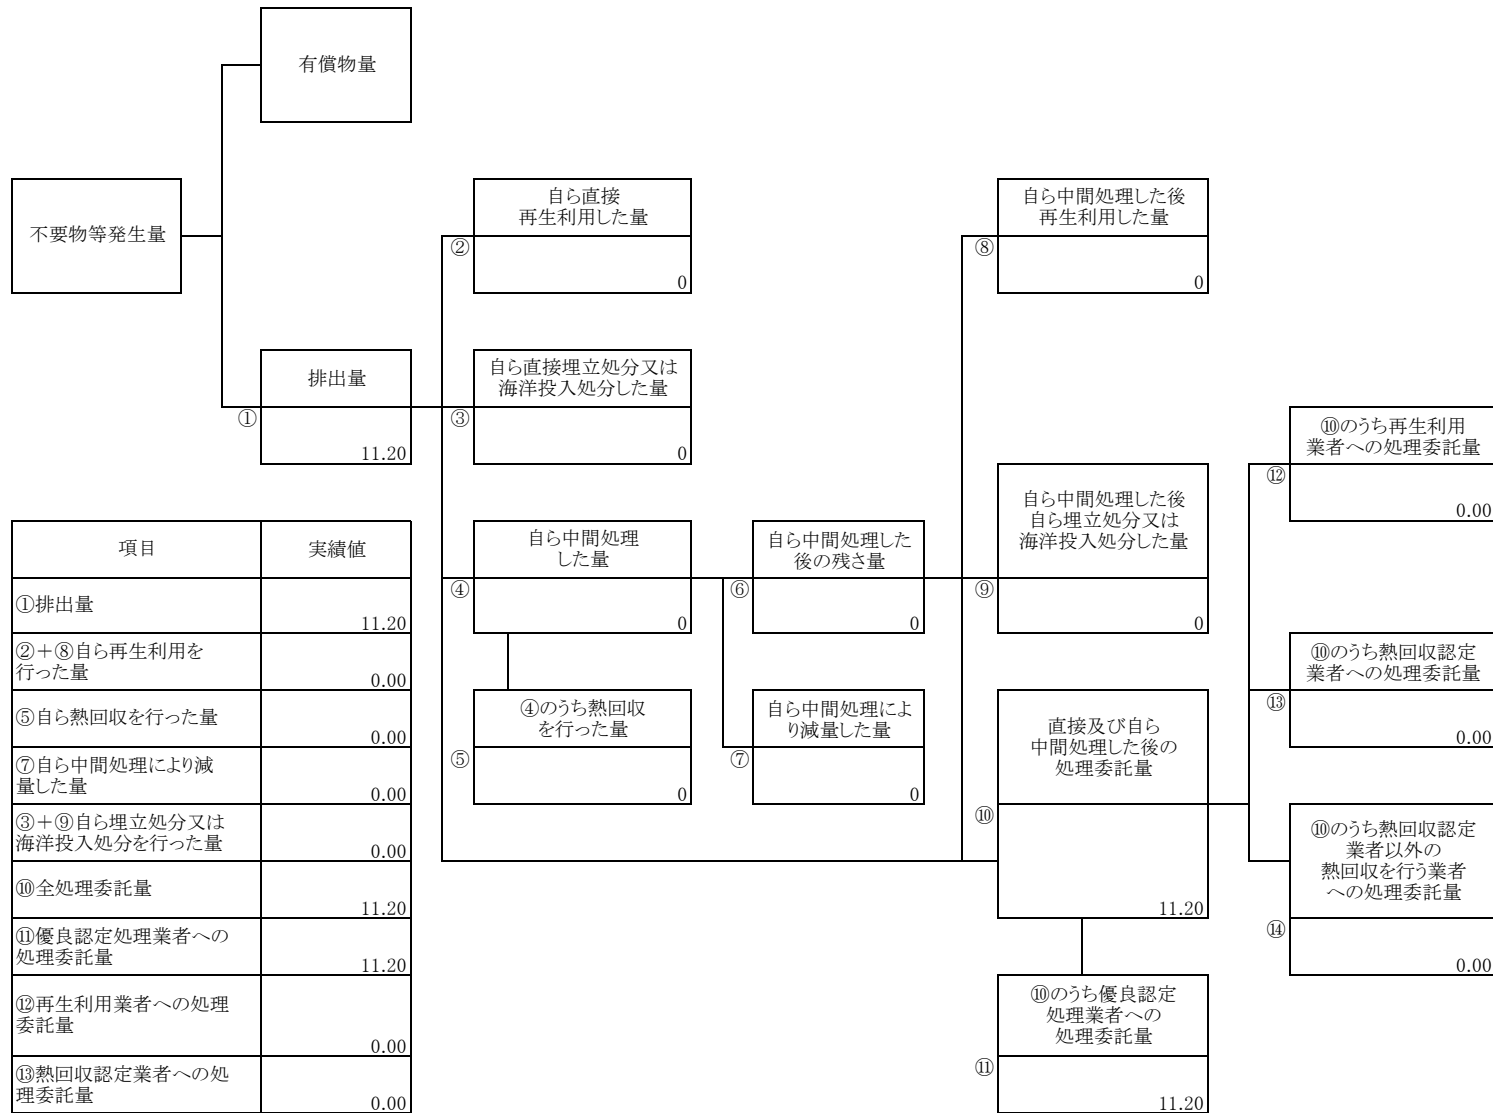 有償物量
不要物等発生量
自ら直接
再生利用した量
②
0
自ら中間処理した後
再生利用した量
⑧
0
排出量
①
11.20
自ら直接埋立処分又は
海洋投入処分した量
③
0
⑩のうち再生利用
業者への処理委託量
⑫
0.00
自ら中間処理
した量
④
0
自ら中間処理した
後の残さ量
⑥
0
自ら中間処理した後
自ら埋立処分又は
海洋投入処分した量
⑨
0
⑩のうち熱回収認定
業者への処理委託量
⑬
0.00
④のうち熱回収
を行った量
⑤
0
自ら中間処理によ
り減量した量
⑦
0
直接及び自ら
中間処理した後の
処理委託量
⑩
11.20
⑩のうち熱回収認定
業者以外の
熱回収を行う業者
への処理委託量
⑭
0.00
⑩のうち優良認定
処理業者への
処理委託量
⑪
11.20
項目 実績値
①排出量
11.20
②+⑧自ら再生利用を
行った量
0.00
⑤自ら熱回収を行った量
0.00
⑦自ら中間処理により減
量した量
0.00
③+⑨自ら埋立処分又は
海洋投入処分を行った量
0.00
⑩全処理委託量
11.20
⑪優良認定処理業者への
処理委託量
11.20
⑫再生利用業者への処理
委託量
0.00
⑬熱回収認定業者への処
理委託量
0.00